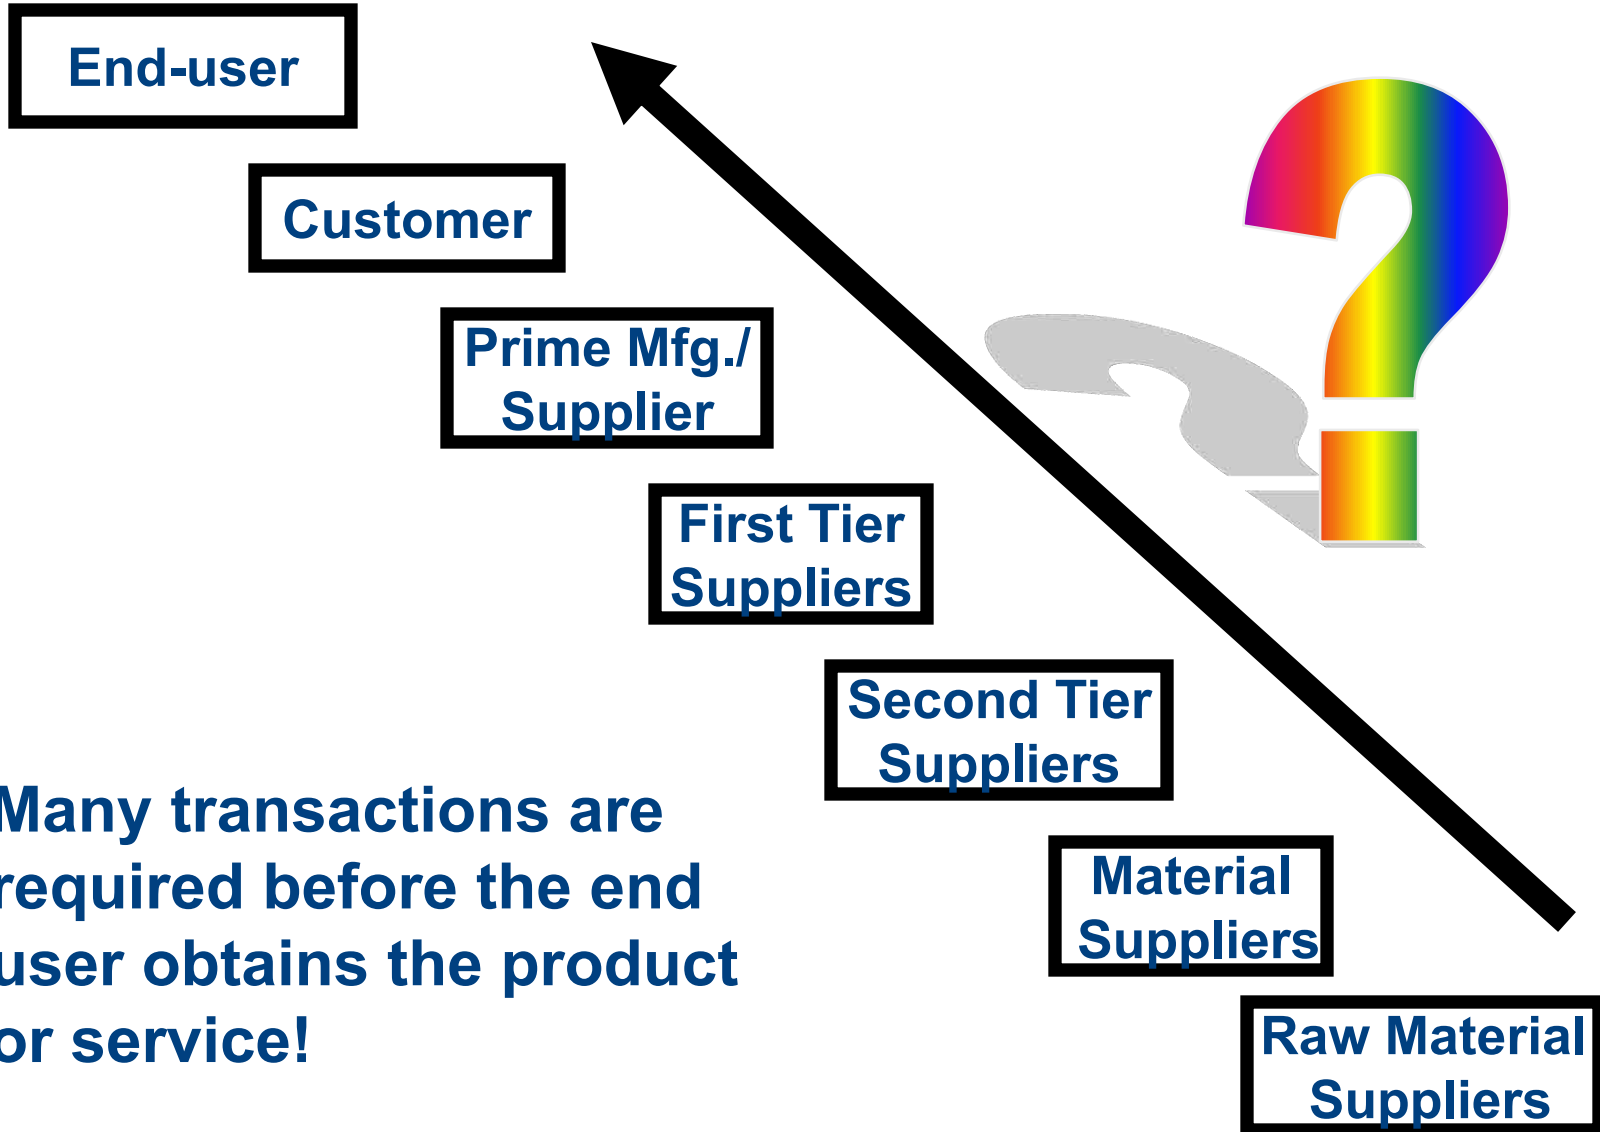 End-user
Customer
Prime Mfg./
Supplier
First Tier
Suppliers
Second Tier
Suppliers
Many transactions are
required before the end
user obtains the product
or service!
Material
Suppliers
Raw Material
Suppliers
?